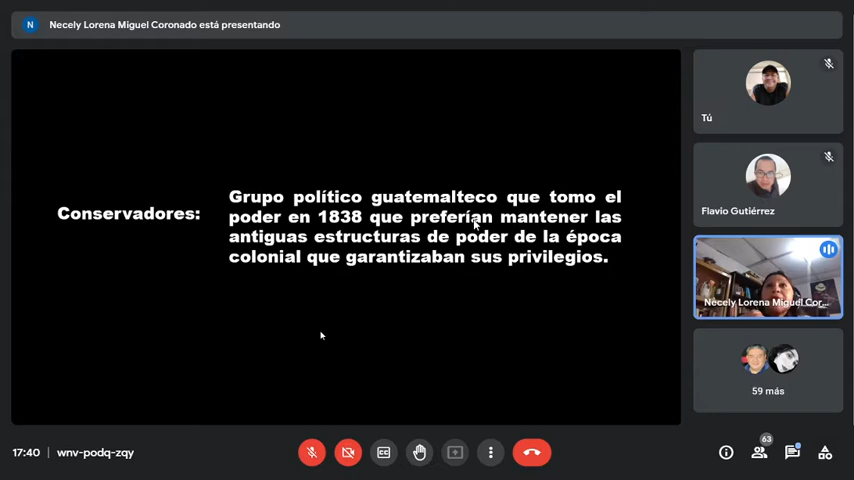 N Necely Lorena Miguel Coronado está presentando
Conservadores:
Grupo político guatemalteco que tomo el
poder en 1838 que preferían mantener las
antiguas estructuras de poder de la época
colonial que garantizaban sus privilegios.
Tú
Flavio Gutiérrez
Necely Lorena Miguel Cor...
59 más
17:40 | wnv-podq-zqy
CC
63